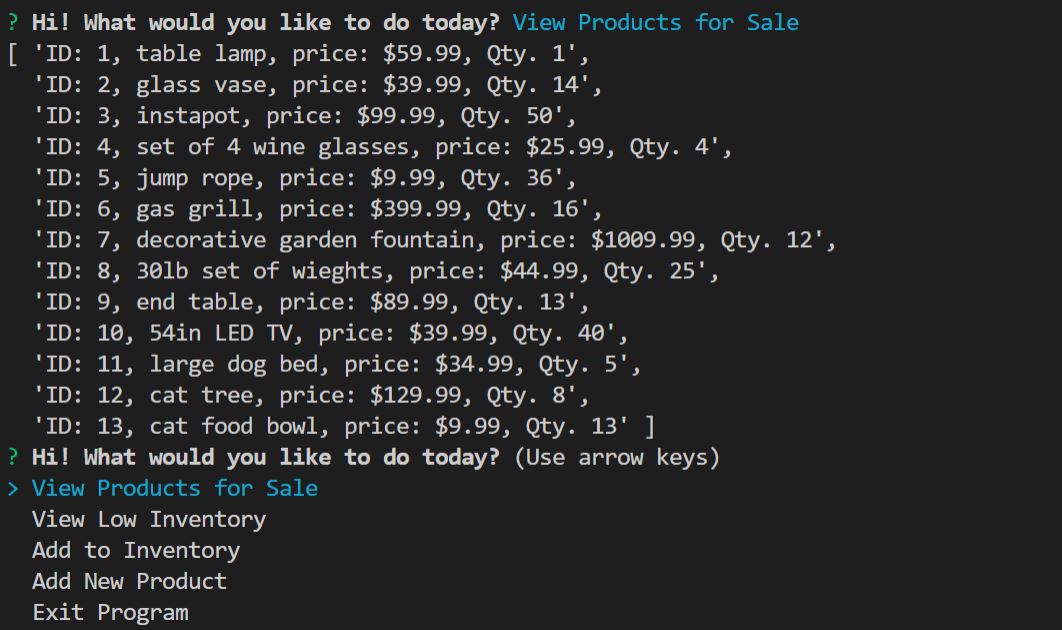 ? Hi! What would you like to do today? View Products for Sale
[ 'ID: 1, table lamp, price: $59.99, Qty. 1',
  'ID: 2, glass vase, price: $39.99, Qty. 14',
  'ID: 3, instapot, price: $99.99, Qty. 50',
  'ID: 4, set of 4 wine glasses, price: $25.99, Qty. 4',
  'ID: 5, jump rope, price: $9.99, Qty. 36',
  'ID: 6, gas grill, price: $399.99, Qty. 16',
  'ID: 7, decorative garden fountain, price: $1009.99, Qty. 12',
  'ID: 8, 30lb set of wieghts, price: $44.99, Qty. 25',
  'ID: 9, end table, price: $89.99, Qty. 13',
  'ID: 10, 54in LED TV, price: $39.99, Qty. 40',
  'ID: 11, large dog bed, price: $34.99, Qty. 5',
  'ID: 12, cat tree, price: $129.99, Qty. 8',
  'ID: 13, cat food bowl, price: $9.99, Qty. 13' ]
? Hi! What would you like to do today? (Use arrow keys)
> View Products for Sale
  View Low Inventory
  Add to Inventory
  Add New Product
  Exit Program